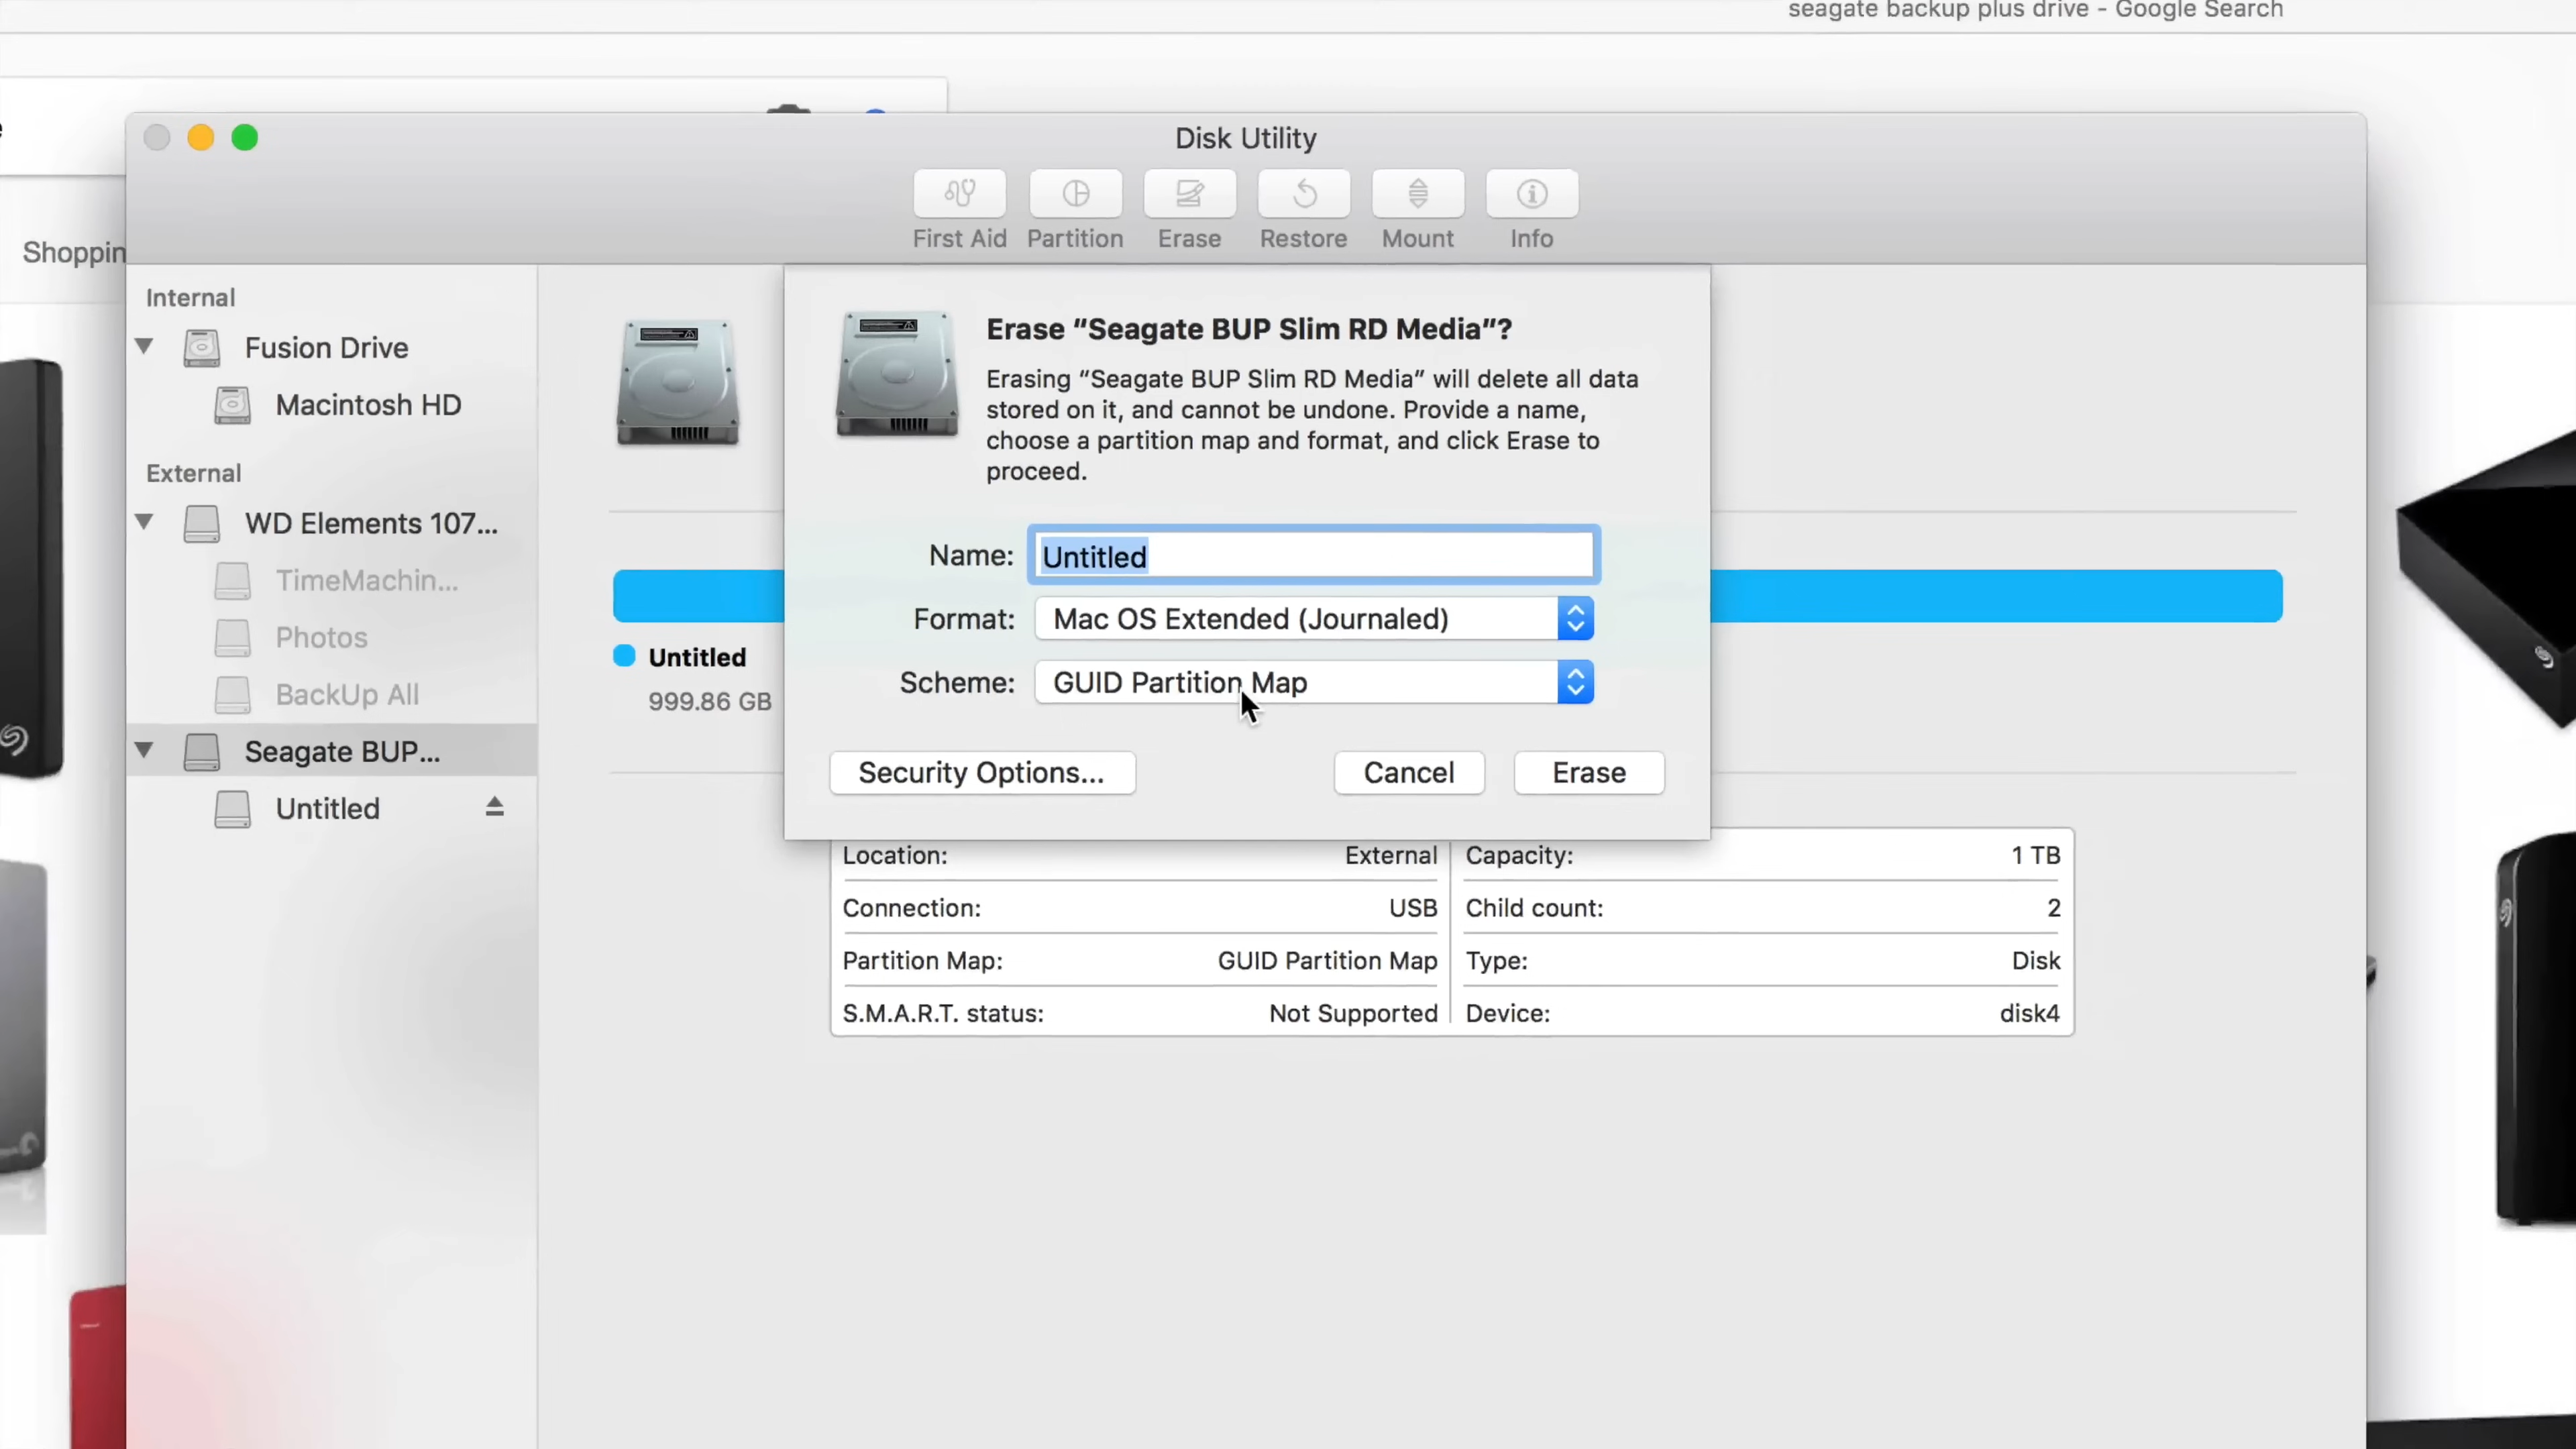 seagate backup plus drive - Google Search
Disk Utility
First Aid
Partition
Erase
Restore
Mount
Info
Shoppin
Internal
Fusion Drive
Macintosh HD
External
WD Elements 107...
TimeMachin...
Photos
BackUp All
Seagate BUP...
Untitled
Untitled
999.86 GB
Erase “Seagate BUP Slim RD Media”?
Erasing “Seagate BUP Slim RD Media” will delete all data
stored on it, and cannot be undone. Provide a name,
choose a partition map and format, and click Erase to
proceed.
Name: Untitled
Format: Mac OS Extended (Journaled)
Scheme: GUID Partition Map
Security Options...
Cancel
Erase
Location: External
Capacity: 1 TB
Connection: USB
Child count: 2
Partition Map: GUID Partition Map
Type: Disk
S.M.A.R.T. status: Not Supported
Device: disk4